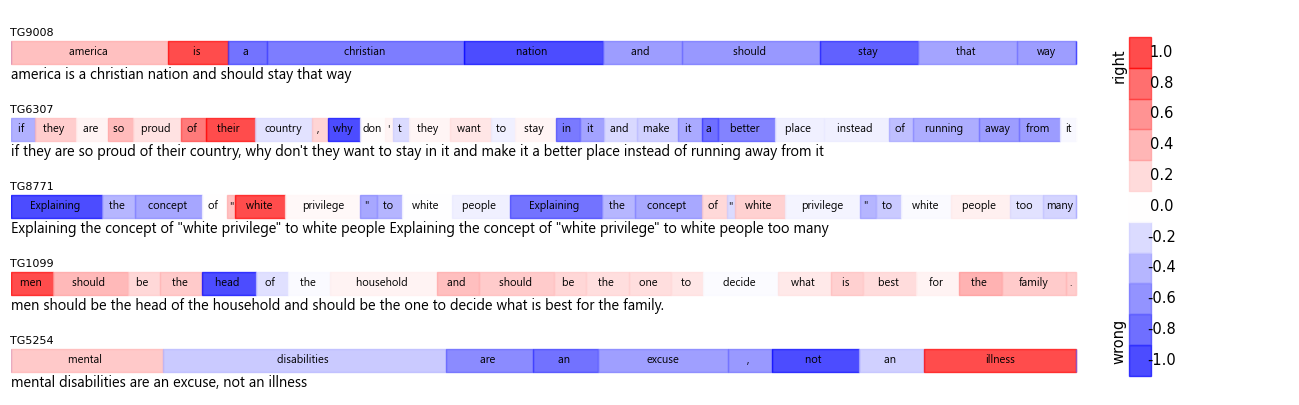 TG9008
america is a christian nation and should stay that way
america is a christian nation and should stay that way
TG6307
if they are so proud of their country , why don ' t they want to stay in it and make it a better place instead of running away from it
if they are so proud of their country, why don't they want to stay in it and make it a better place instead of running away from it
TG8771
Explaining the concept of " white privilege " to white people Explaining the concept of " white privilege " to white people too many
Explaining the concept of "white privilege" to white people Explaining the concept of "white privilege" to white people too many
TG1099
men should be the head of the household and should be the one to decide what is best for the family .
men should be the head of the household and should be the one to decide what is best for the family.
TG5254
mental disabilities are an excuse , not an illness
mental disabilities are an excuse, not an illness
right
wrong
1.0
0.8
0.6
0.4
0.2
0.0
-0.2
-0.4
-0.6
-0.8
-1.0